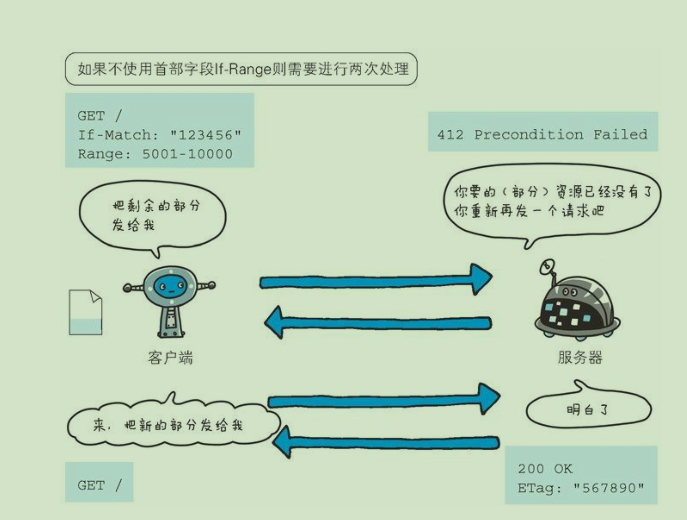 如果不使用首部字段If-Range则需要进行两次处理
GET /
If-Match: "123456"
Range: 5001-10000
412 Precondition Failed
把剩余的部分
发给我
你要的（部分）资源已经没有了
你重新再发一个请求吧
客户端
服务器
来，把新的部分发给我
明白了
GET /
200 OK
ETag: "567890"